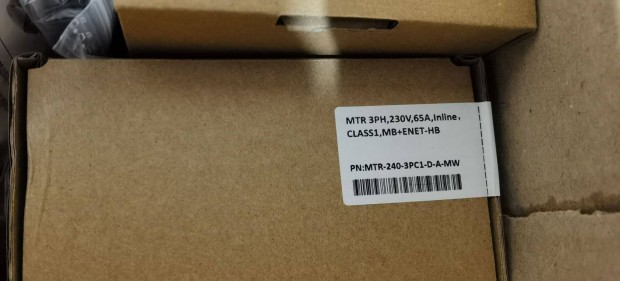 MTR 3PH,230V,65A,Inline,
CLASS1,MB+ENET-HB
PN:MTR-240-3PC1-D-A-MW